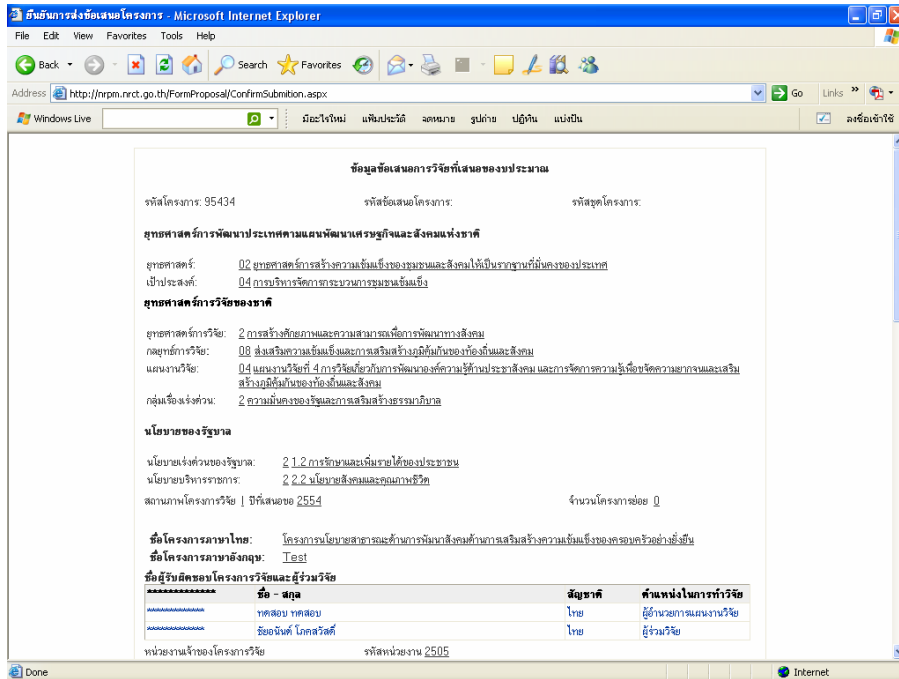 ยืนยันการส่งข้อเสนอโครงการ - Microsoft Internet Explorer
File Edit View Favorites Tools Help
Back Search Favorites
Address http://nrpm.nrct.go.th/FormProposal/ConfirmSubmition.aspx Go Links »
Windows Live มีอะไรใหม่ แฟ้มประวัติ จดหมาย รูปถ่าย ปฏิทิน แบ่งปัน ลงชื่อเข้าใช้
ข้อมูลข้อเสนอการวิจัยที่เสนอของบประมาณ
รหัสโครงการ: 95434 รหัสข้อเสนอโครงการ: รหัสชุดโครงการ:
ยุทธศาสตร์การพัฒนาประเทศตามแผนพัฒนาเศรษฐกิจและสังคมแห่งชาติ
ยุทธศาสตร์: 02 ยุทธศาสตร์การสร้างความเข้มแข็งของชุมชนและสังคมให้เป็นรากฐานที่มั่นคงของประเทศ
เป้าประสงค์: 04 การบริหารจัดการกระบวนการชุมชนเข้มแข็ง
ยุทธศาสตร์การวิจัยของชาติ
ยุทธศาสตร์การวิจัย: 2 การสร้างศักยภาพและความสามารถเพื่อการพัฒนาทางสังคม
กลยุทธ์การวิจัย: 08 ส่งเสริมความเข้มแข็งและการเสริมสร้างภูมิคุ้มกันของท้องถิ่นและสังคม
แผนงานวิจัย: 04 แผนงานวิจัยที่ 4 การวิจัยเกี่ยวกับการพัฒนาองค์ความรู้ด้านประชาสังคม และการจัดการความรู้เพื่อขจัดความยากจนและเสริม
สร้างภูมิคุ้มกันของท้องถิ่นและสังคม
กลุ่มเรื่องเร่งด่วน: 2 ความมั่นคงของรัฐและการเสริมสร้างธรรมาภิบาล
นโยบายของรัฐบาล
นโยบายเร่งด่วนของรัฐบาล: 2 1.2 การรักษาและเพิ่มรายได้ของประชาชน
นโยบายบริหารราชการ: 2 2.2 นโยบายสังคมและคุณภาพชีวิต
สถานภาพโครงการวิจัย | ปีที่เสนอขอ 2554 จำนวนโครงการย่อย 0
ชื่อโครงการภาษาไทย: โครงการนโยบายสาธารณะด้านการพัฒนาสังคมด้านการเสริมสร้างความเข้มแข็งของครอบครัวอย่างยั่งยืน
ชื่อโครงการภาษาอังกฤษ: Test
ชื่อผู้รับผิดชอบโครงการวิจัยและผู้ร่วมวิจัย
************* ชื่อ - สกุล สัญชาติ ตำแหน่งในการทำวิจัย
************* ทดสอบ ทดสอบ ไทย ผู้อำนวยการแผนงานวิจัย
************* ชัยอนันต์ โภคสวัสดิ์ ไทย ผู้ร่วมวิจัย
หน่วยงานเจ้าของโครงการวิจัย รหัสหน่วยงาน 2505
Done Internet